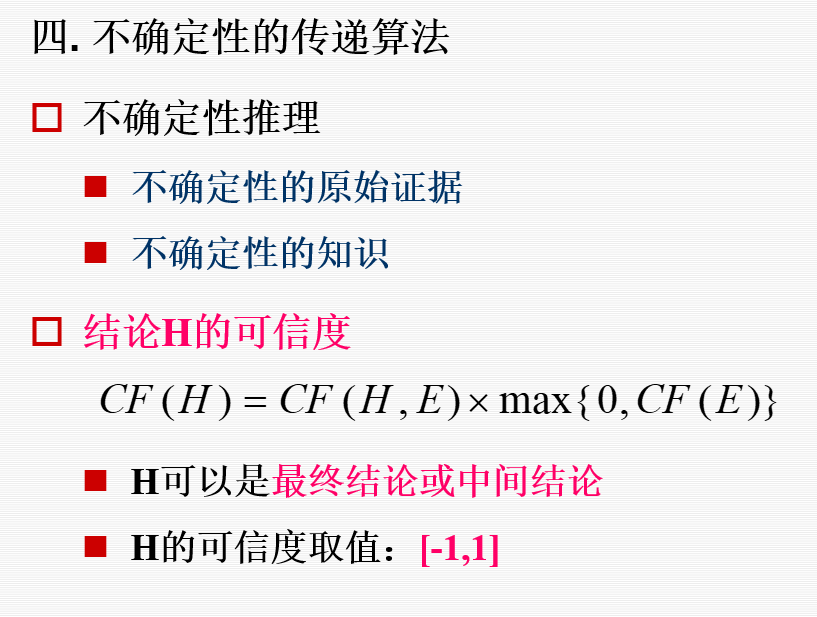 四. 不确定性的传递算法
不确定性推理
不确定性的原始证据
不确定性的知识
结论H的可信度
CF(H) = CF(H,E)×max{0,CF(E)}
H可以是最终结论或中间结论
H的可信度取值：[-1,1]